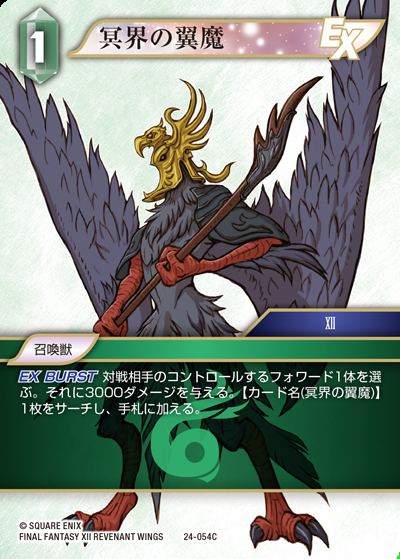 1
冥界の翼魔
EX
XII
召喚獣
EX BURST 対戦相手のコントロールするフォワード1体を選
ぶ。それに3000ダメージを与える。【カード名(冥界の翼魔)】
1枚をサーチし、手札に加える。
© SQUARE ENIX
FINAL FANTASY XII REVENANT WINGS 24-054C